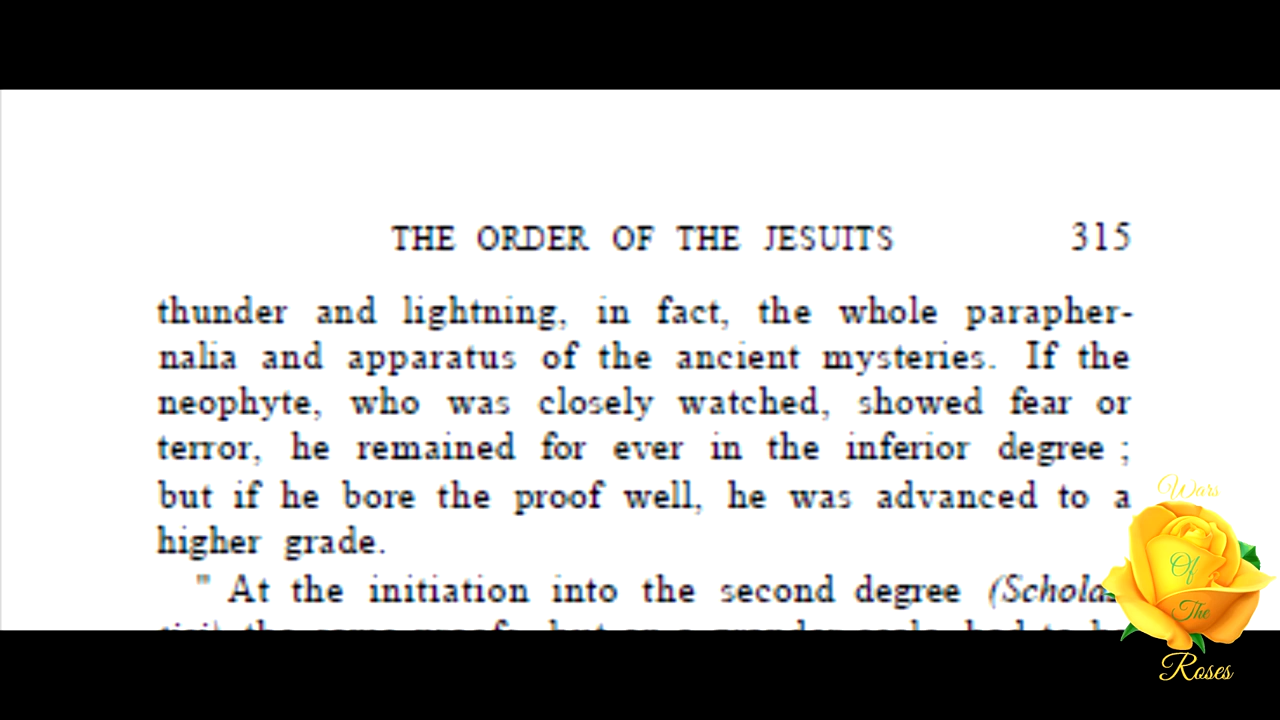 THE ORDER OF THE JESUITS 315
thunder and lightning, in fact, the whole parapher-
nalia and apparatus of the ancient mysteries. If the
neophyte, who was closely watched, showed fear or
terror, he remained for ever in the inferior degree ;
but if he bore the proof well, he was advanced to a
higher grade.
" At the initiation into the second degree (Scholas
Wars
Of
The
Roses